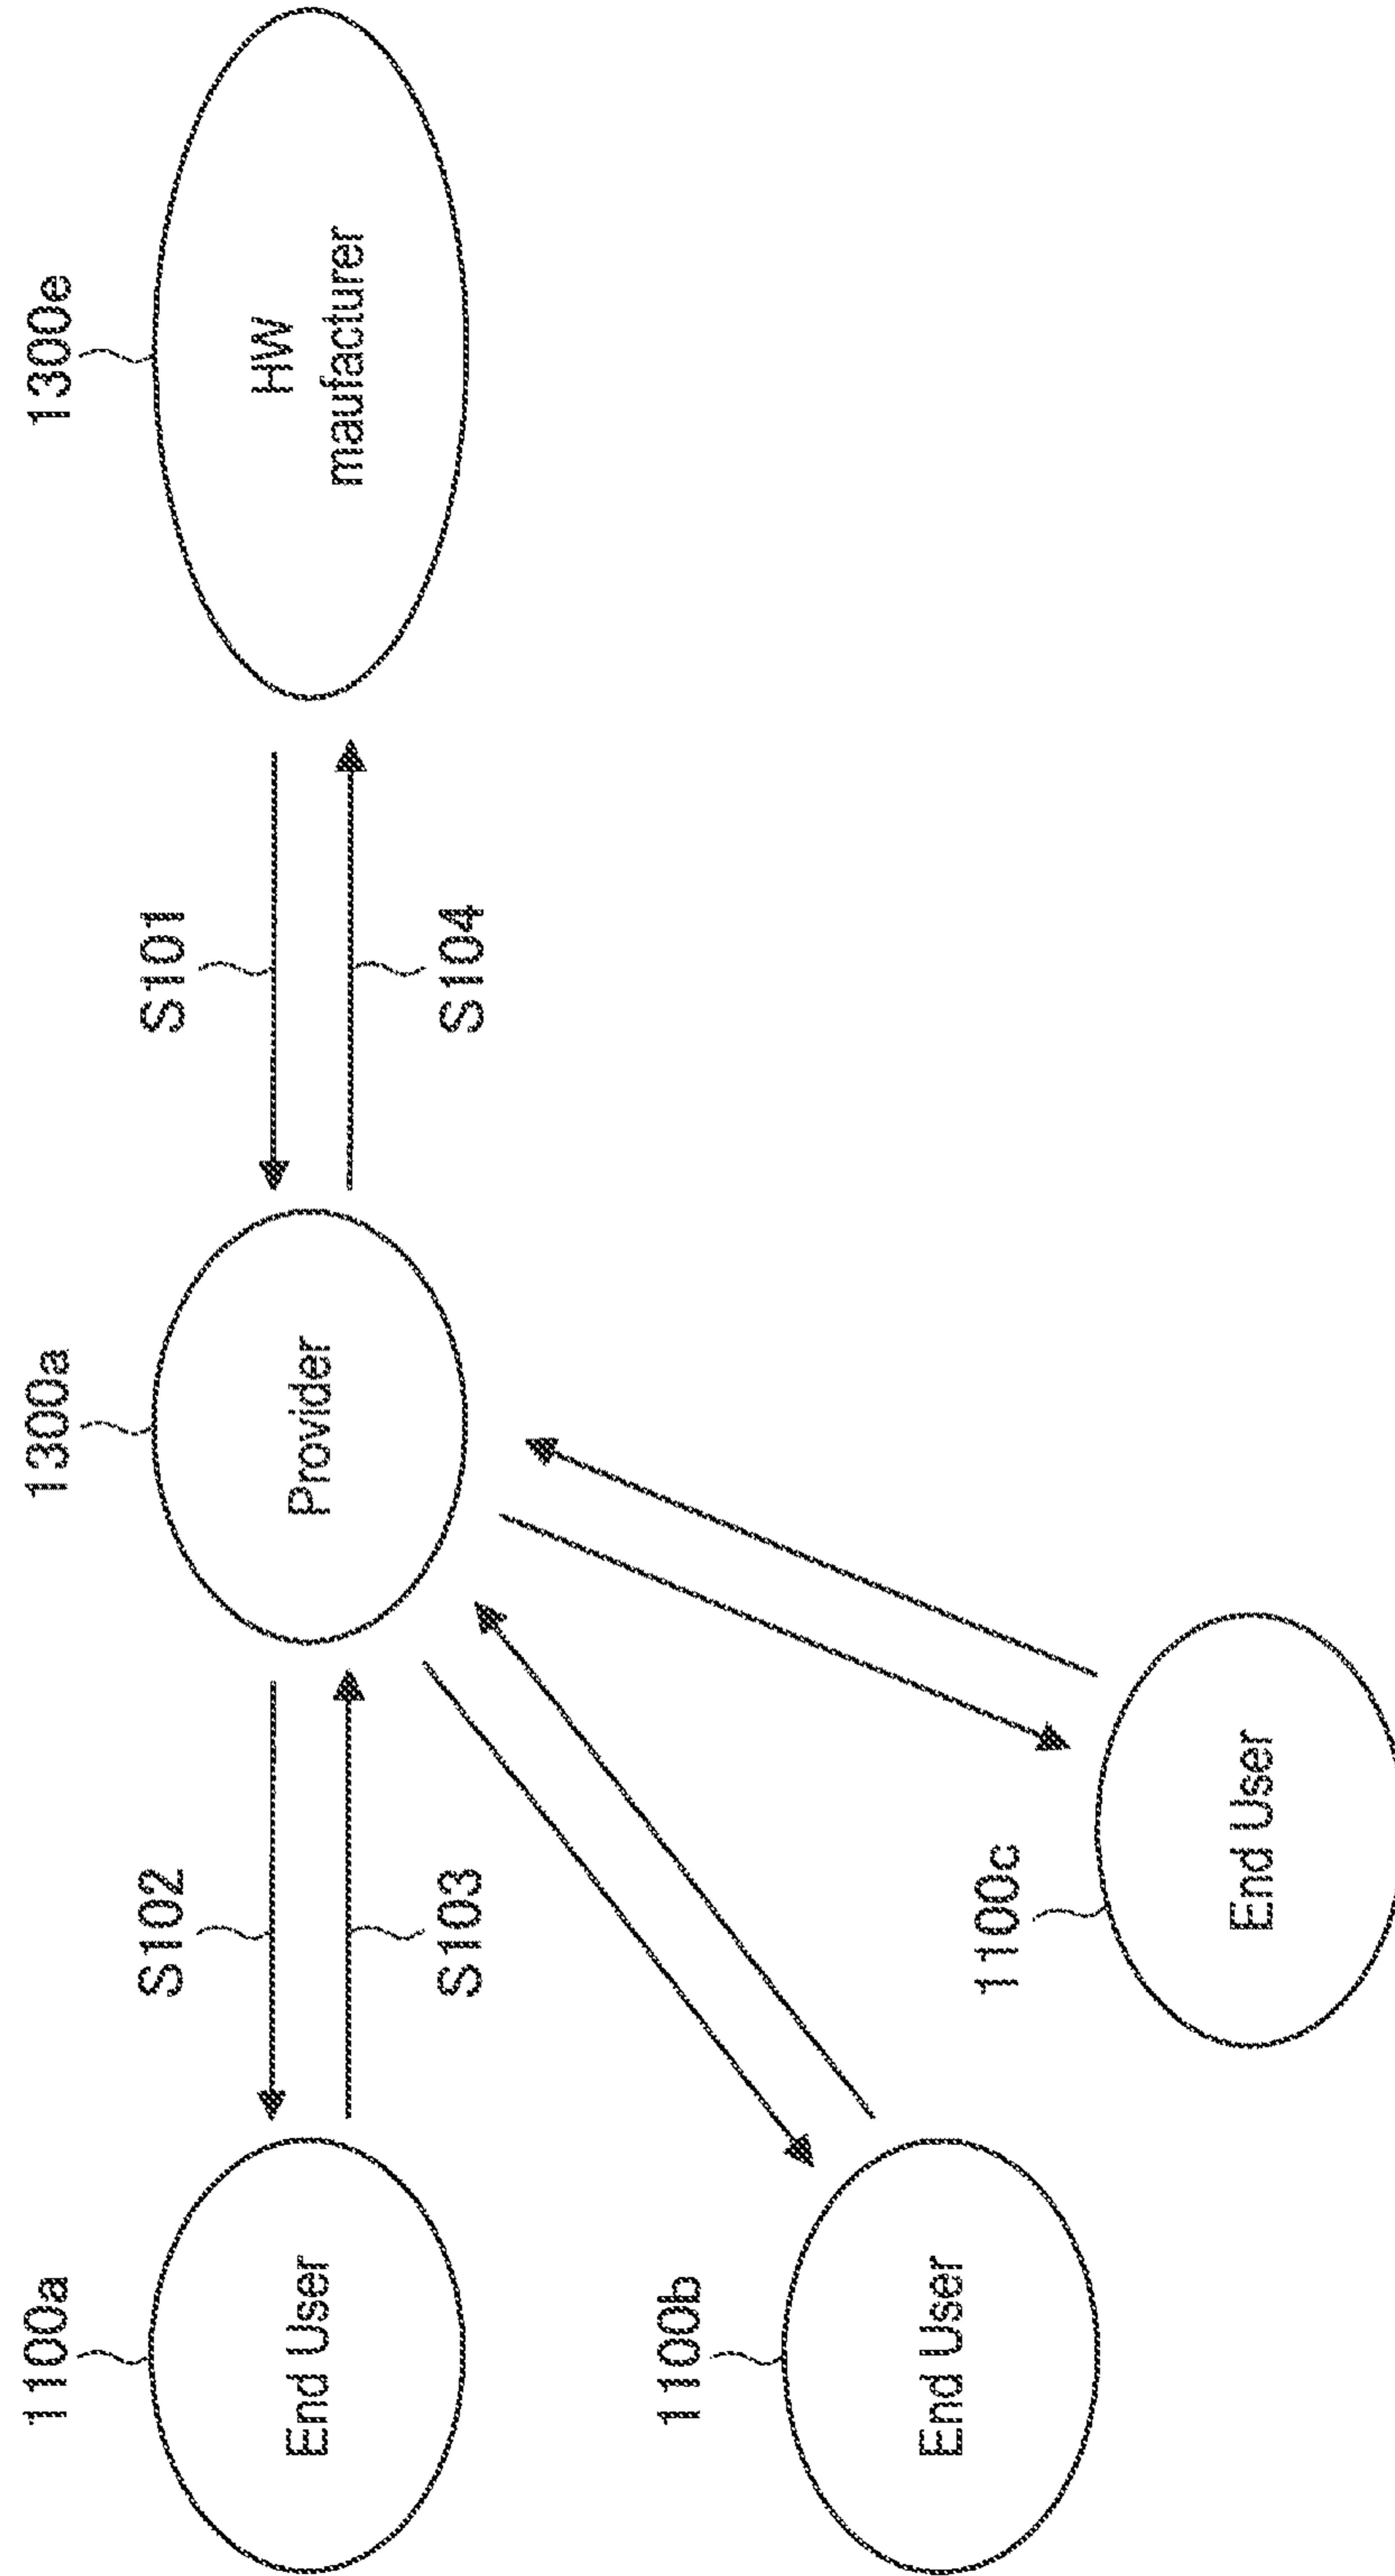 1100a
1300a
1300e
End User
Provider
HW
maufacturer
S102
S101
S103
S104
1100b
End User
1100c
End User